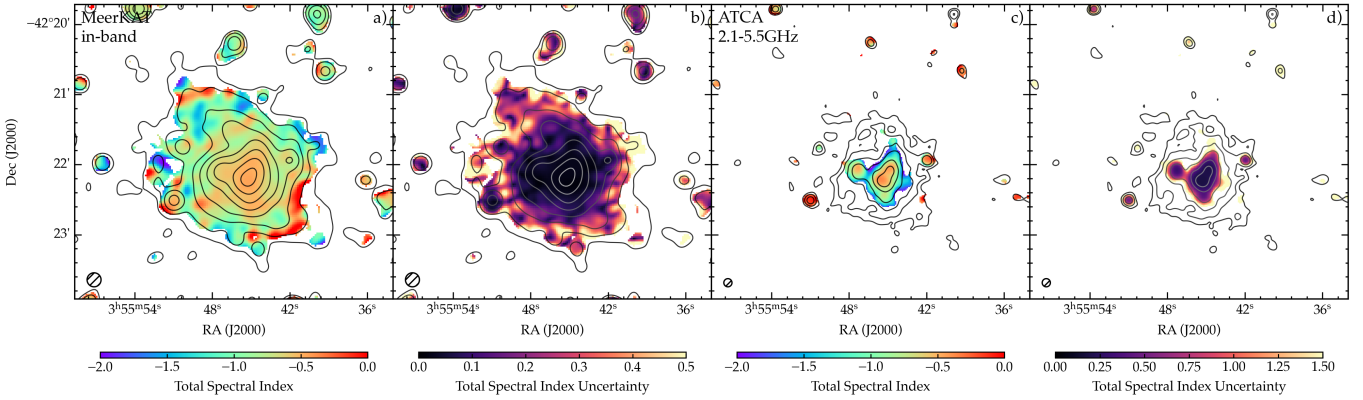 MeerKAT
in-band
a)
b)
ATCA
2.1-5.5GHz
c)
d)
Dec (J2000)
−42°20′
21′
22′
23′
3ʰ55ᵐ54ˢ 48ˢ 42ˢ 36ˢ
3ʰ55ᵐ54ˢ 48ˢ 42ˢ 36ˢ
3ʰ55ᵐ54ˢ 48ˢ 42ˢ 36ˢ
3ʰ55ᵐ54ˢ 48ˢ 42ˢ 36ˢ
RA (J2000)
RA (J2000)
RA (J2000)
RA (J2000)
−2.0 −1.5 −1.0 −0.5 0.0
0.0 0.1 0.2 0.3 0.4 0.5
−2.0 −1.5 −1.0 −0.5 0.0
0.00 0.25 0.50 0.75 1.00 1.25 1.50
Total Spectral Index
Total Spectral Index Uncertainty
Total Spectral Index
Total Spectral Index Uncertainty